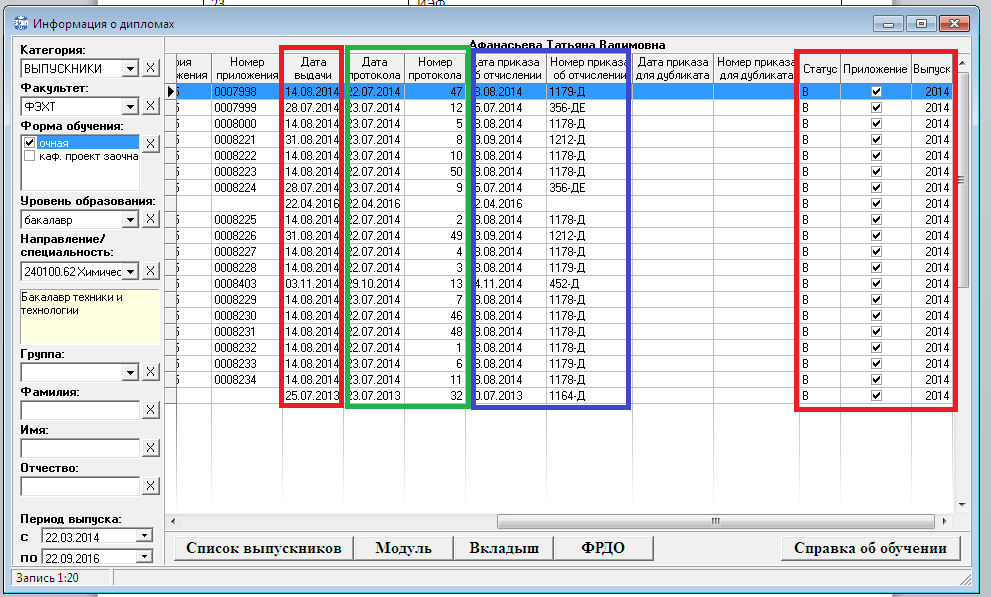 23
ИЭФ
Информация о дипломах
Категория:
ВЫПУСКНИКИ X
Факультет:
ФЭХТ X
Форма обучения:
очная X
каф. проект заочна
Уровень образования:
бакалавр X
Направление/
специальность:
240100.62 Химичес X
Бакалавр техники и
технологии
Группа:
X
Фамилия:
X
Имя:
X
Отчество:
X
Период выпуска:
С 22.03.2014
ПО 22.09.2016
Афанасьева Татьяна Вадимовна
ия Номер Дата Дата Номер дата приказа Номер приказа Дата приказа Номер приказа Статус Приложение Выпуск
жения приложения выдачи протокола протокола об отчислении об отчислении для дубликата для дубликата
5 0007998 14.08.2014 22.07.2014 47 8.08.2014 1179-Д В 2014
5 0007999 28.07.2014 23.07.2014 12 5.07.2014 356-ДЕ В 2014
5 0008000 14.08.2014 23.07.2014 5 8.08.2014 1178-Д В 2014
5 0008221 31.08.2014 23.07.2014 8 3.09.2014 1212-Д В 2014
5 0008222 14.08.2014 23.07.2014 10 8.08.2014 1178-Д В 2014
5 0008223 14.08.2014 22.07.2014 50 8.08.2014 1178-Д В 2014
5 0008224 28.07.2014 23.07.2014 9 5.07.2014 356-ДЕ В 2014
22.04.2016 22.04.2016 2.04.2016 В 2014
5 0008225 14.08.2014 22.07.2014 2 8.08.2014 1178-Д В 2014
5 0008226 31.08.2014 22.07.2014 49 3.09.2014 1212-Д В 2014
5 0008227 14.08.2014 22.07.2014 4 8.08.2014 1178-Д В 2014
5 0008228 14.08.2014 22.07.2014 3 8.08.2014 1179-Д В 2014
5 0008403 03.11.2014 29.10.2014 13 4.11.2014 452-Д В 2014
5 0008229 14.08.2014 23.07.2014 7 8.08.2014 1178-Д В 2014
5 0008230 14.08.2014 22.07.2014 46 8.08.2014 1178-Д В 2014
5 0008231 14.08.2014 22.07.2014 48 8.08.2014 1178-Д В 2014
5 0008232 14.08.2014 22.07.2014 1 8.08.2014 1178-Д В 2014
5 0008233 14.08.2014 23.07.2014 6 8.08.2014 1179-Д В 2014
5 0008234 14.08.2014 23.07.2014 11 8.08.2014 1178-Д В 2014
25.07.2013 23.07.2013 32 0.07.2013 1164-Д В 2014
Список выпускников Модуль Вкладыш ФРДО Справка об обучении
Запись 1:20